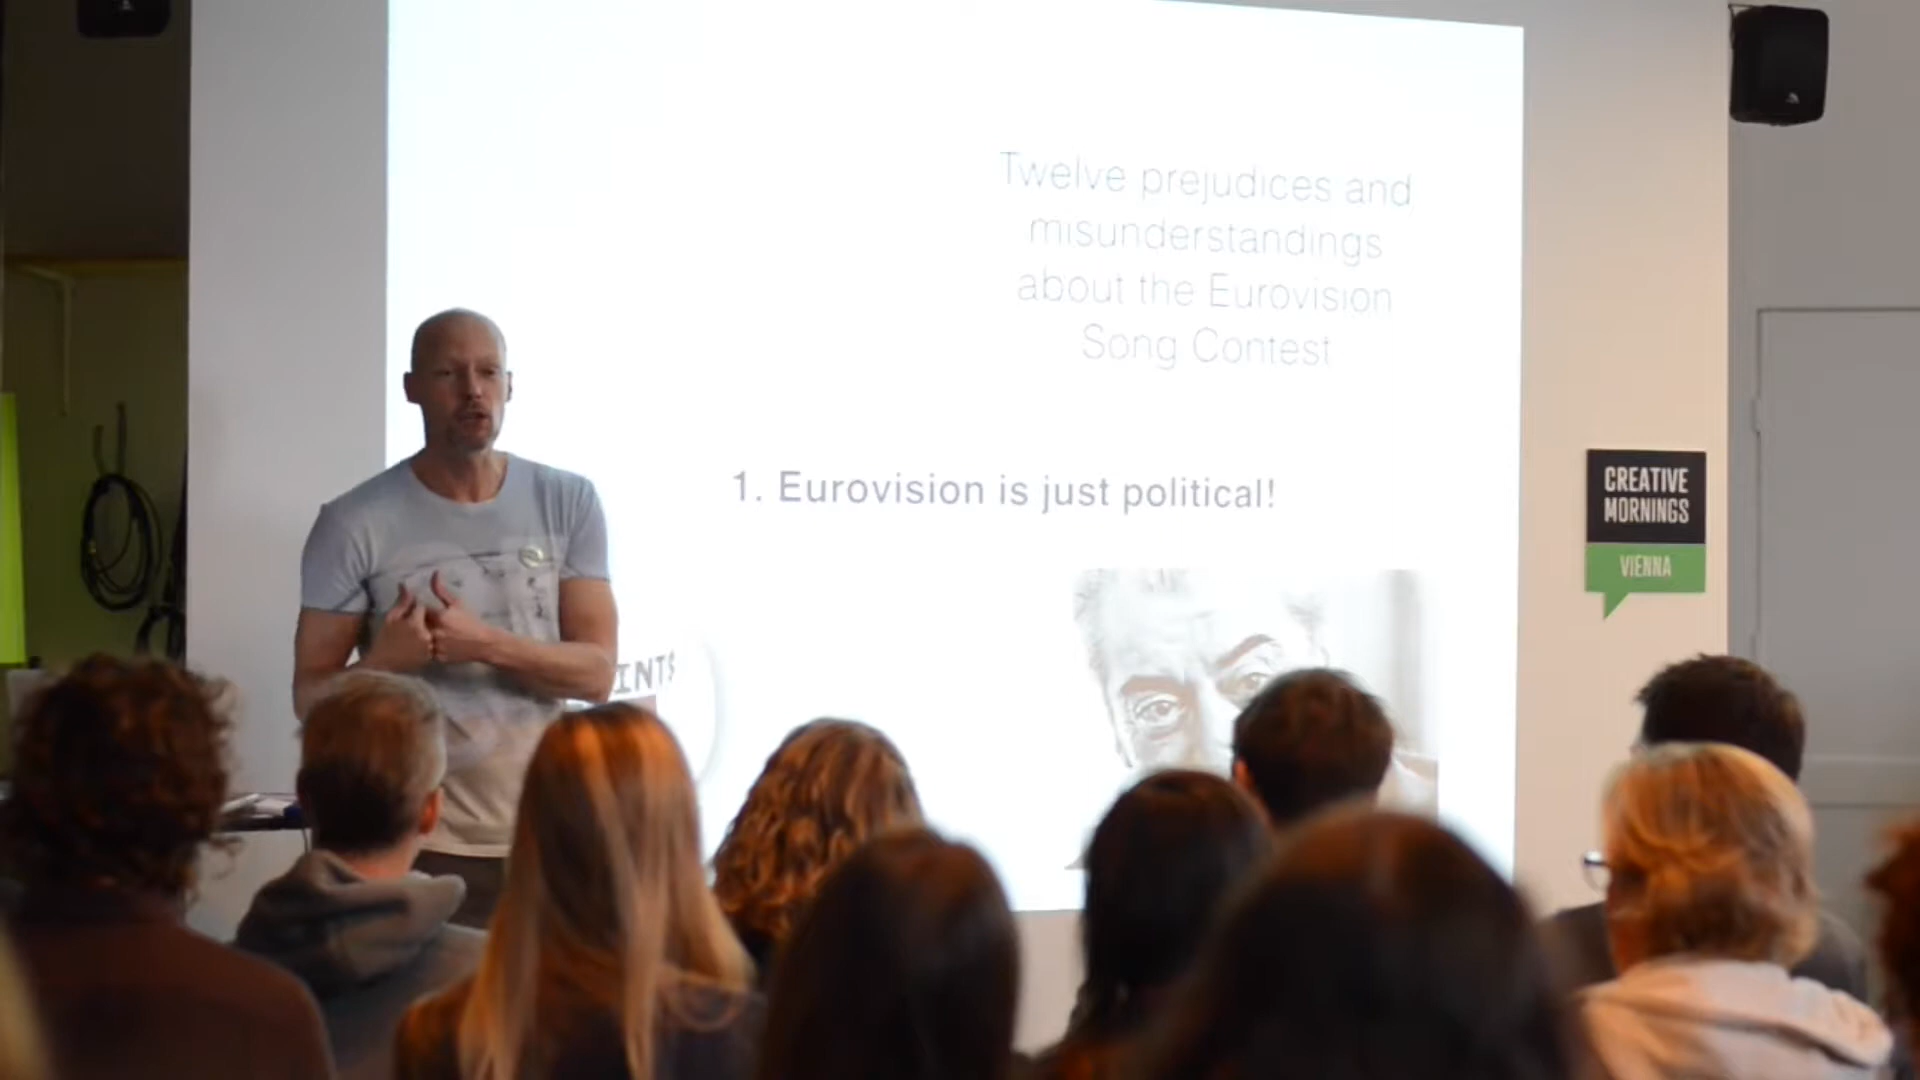 Twelve prejudices and
misunderstandings
about the Eurovision
Song Contest
1. Eurovision is just political!
CREATIVE
MORNINGS
VIENNA